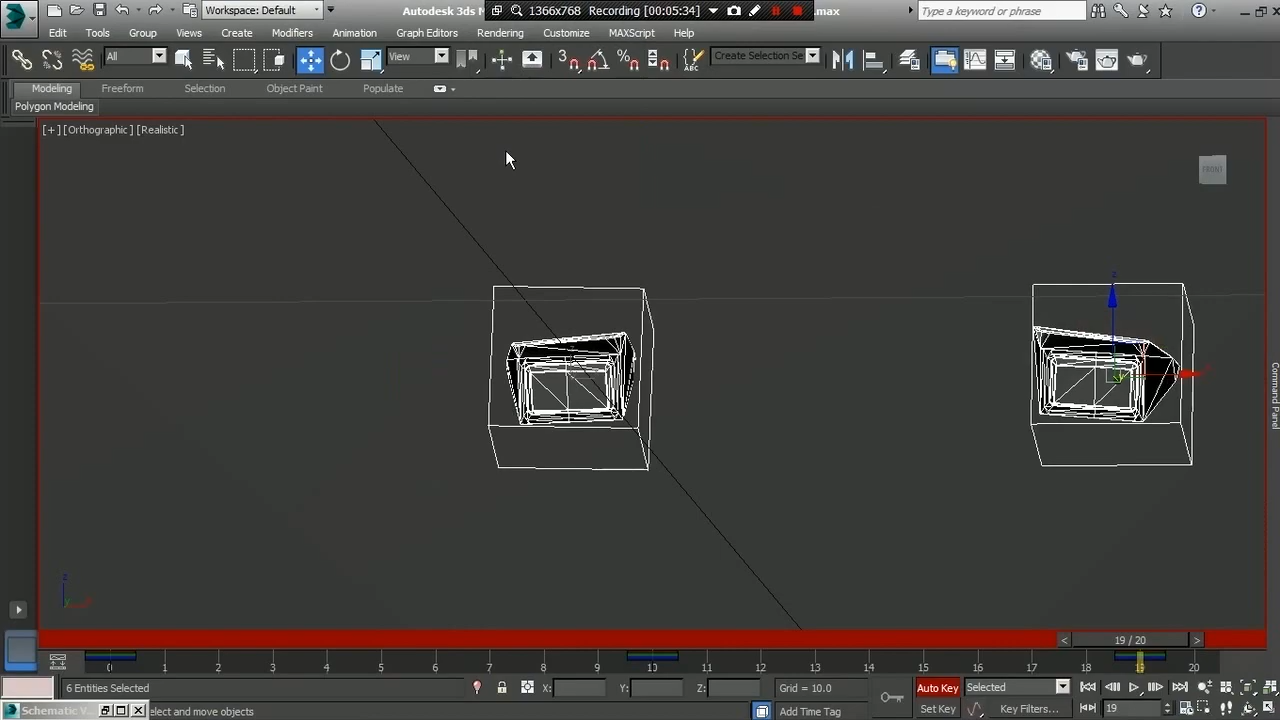 Workspace: Default
Autodesk 3ds M
1366x768 Recording [00:05:34]
.max
Type a keyword or phrase
Edit Tools Group Views Create Modifiers Animation Graph Editors Rendering Customize MAXScript Help
All View 3 Create Selection Se
Modeling Freeform Selection Object Paint Populate
Polygon Modeling
[+] [Orthographic] [Realistic]
FRONT
z
Command Panel
z
< 19 / 20 >
0 1 2 3 4 5 6 7 8 9 10 11 12 13 14 15 16 17 18 19 20
6 Entities Selected X: Y: Z: Grid = 10.0 Auto Key Selected
Schematic V... elect and move objects Add Time Tag Set Key Key Filters... 19